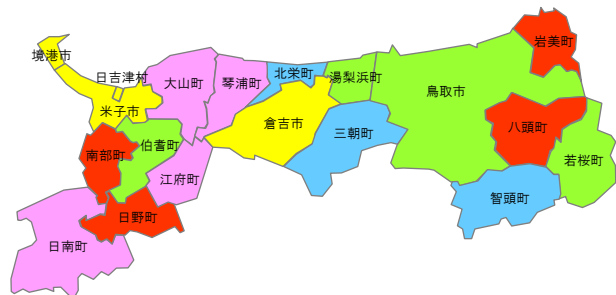 岩美町
境港市
日吉津村
大山町
琴浦町
北栄町
湯梨浜町
鳥取市
米子市
倉吉市
三朝町
八頭町
南部町
伯耆町
江府町
若桜町
智頭町
日野町
日南町